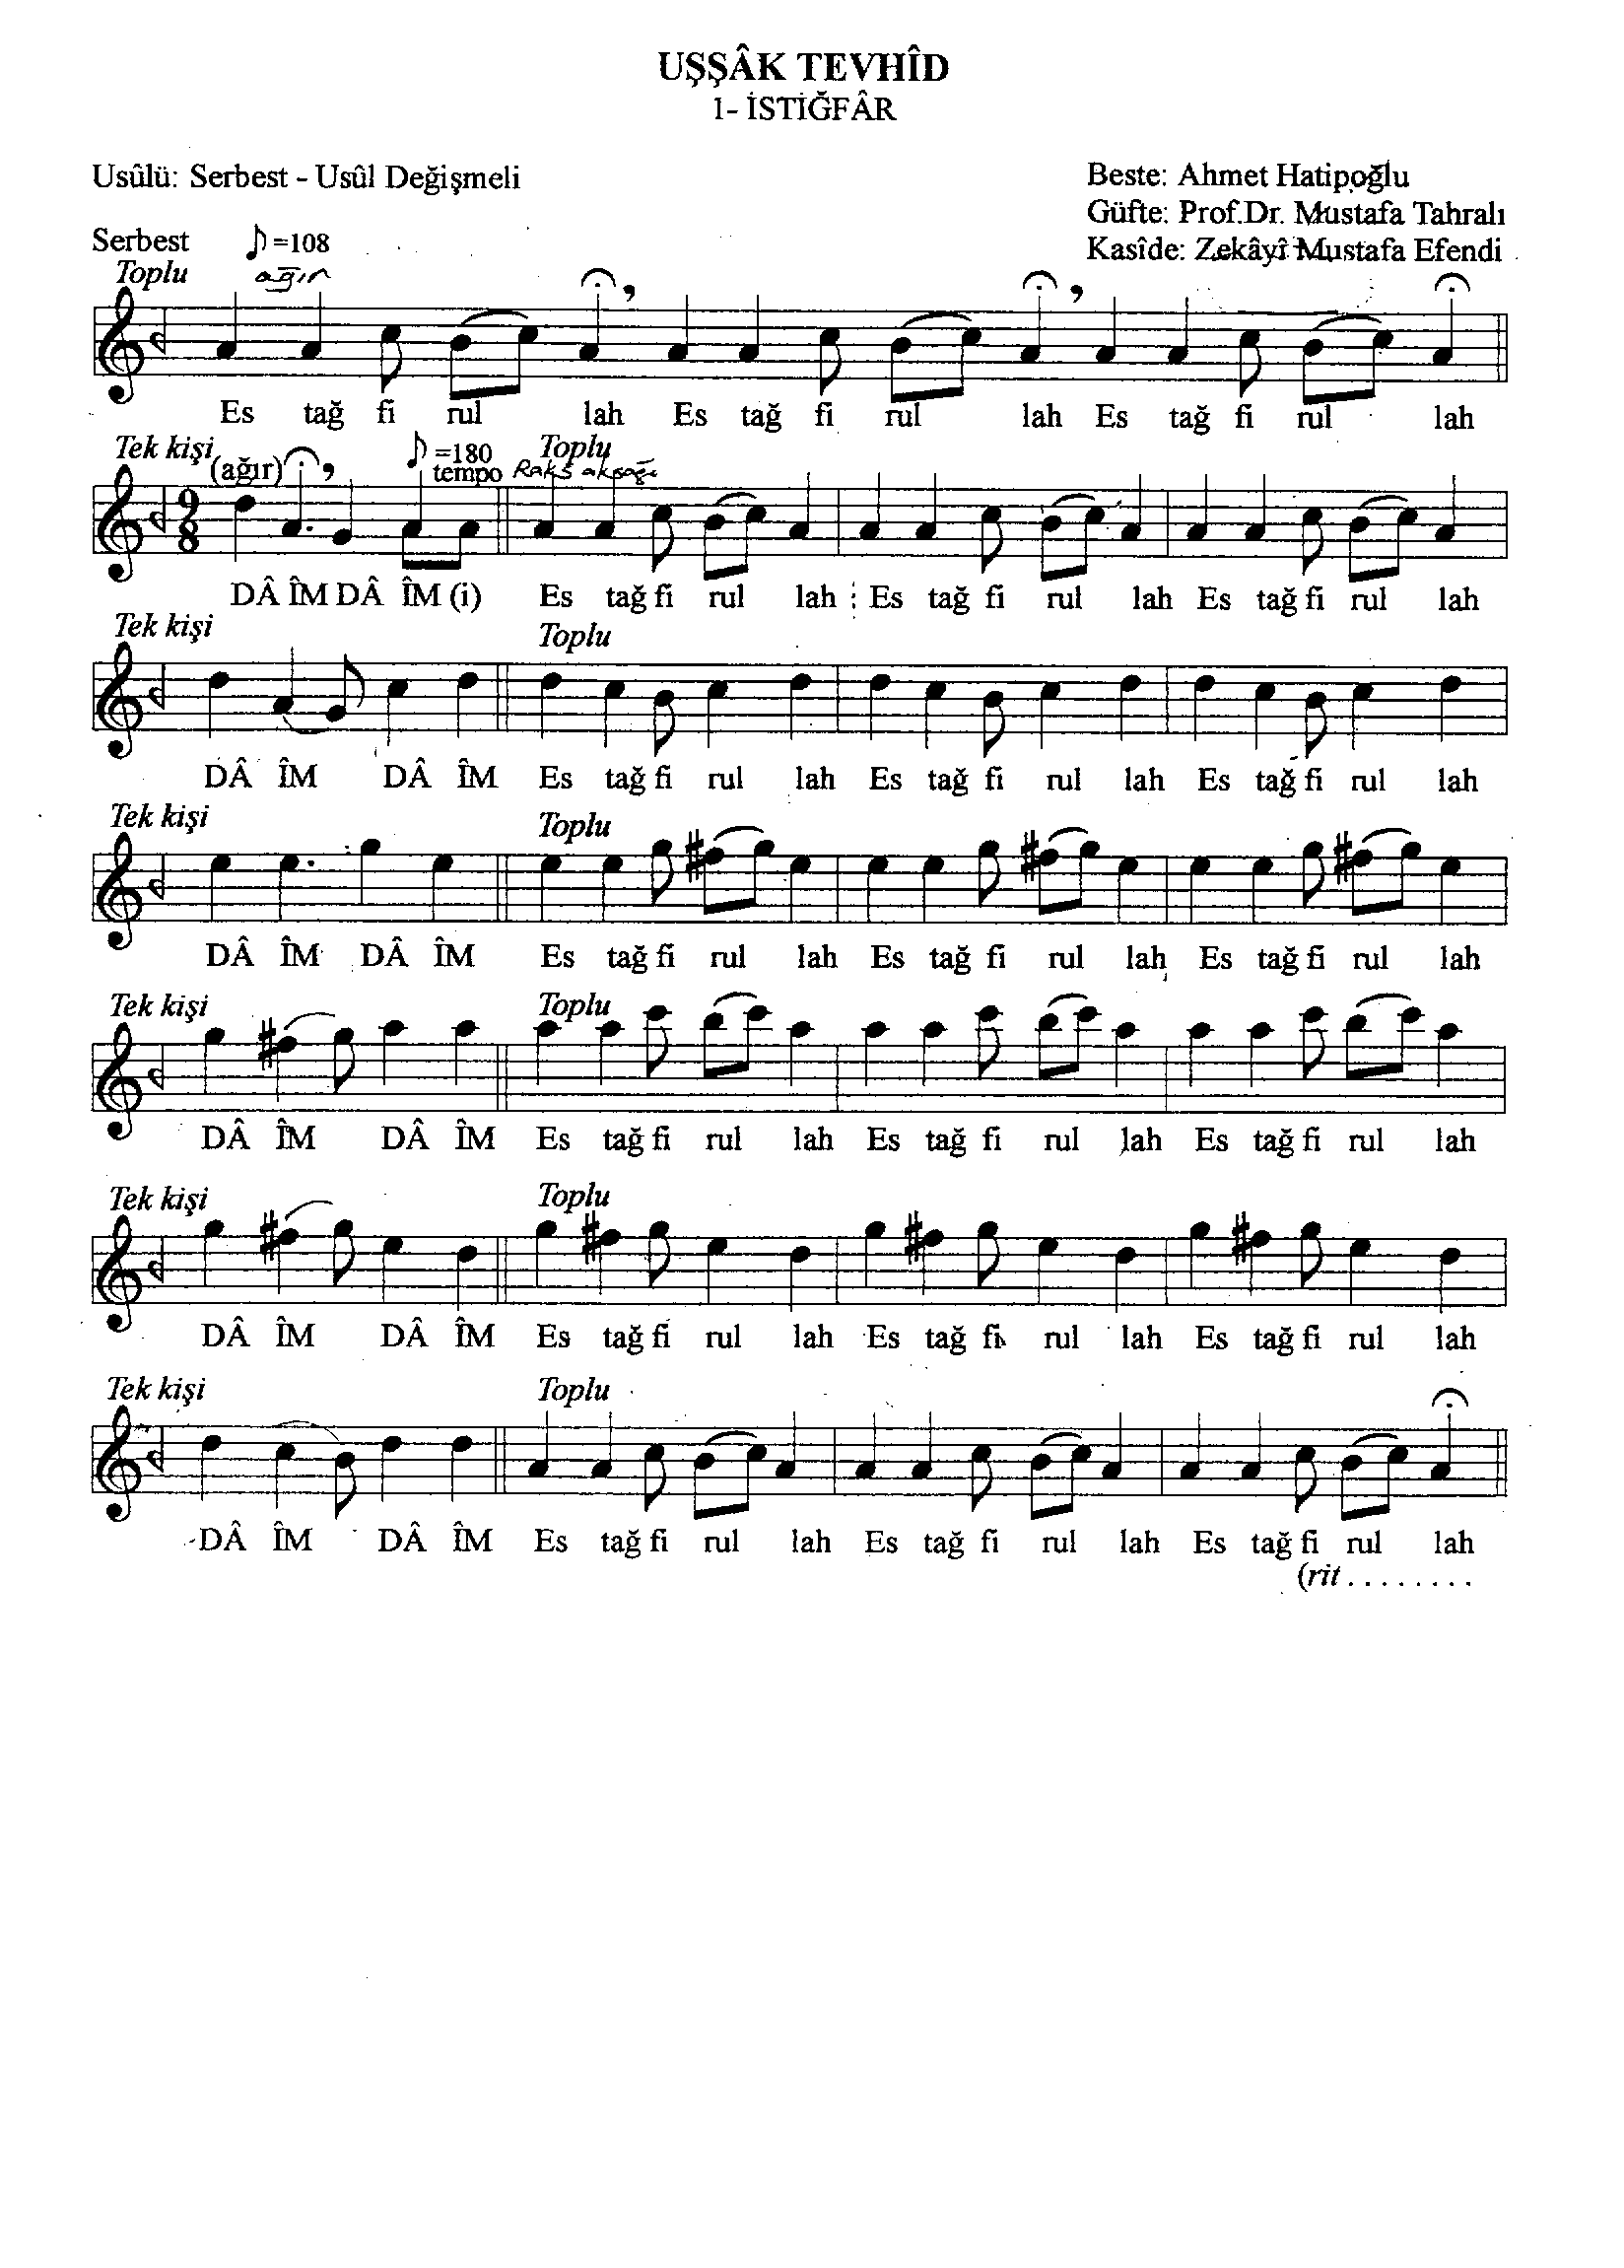 UŞŞÂK TEVHÎD
1- İSTİĞFÂR
Usûlü: Serbest - Usûl Değişmeli
Beste: Ahmet Hatipoğlu
Güfte: Prof.Dr. Mustafa Tahralı
Kasîde: Zekâyî Mustafa Efendi
Serbest ♪=108
Toplu ağır
Es tağ fi rul lah Es tağ fi rul lah Es tağ fi rul lah
Tek kişi (ağır) ♪=180 tempo Toplu Raks aksağı
9 8
DÂ ÎM DÂ ÎM (i) Es tağ fi rul lah Es tağ fi rul lah Es tağ fi rul lah
Tek kişi Toplu
DÂ ÎM DÂ ÎM Es tağ fi rul lah Es tağ fi rul lah Es tağ fi rul lah
Tek kişi Toplu
DÂ ÎM DÂ ÎM Es tağ fi rul lah Es tağ fi rul lah Es tağ fi rul lah
Tek kişi Toplu
DÂ ÎM DÂ ÎM Es tağ fi rul lah Es tağ fi rul lah Es tağ fi rul lah
Tek kişi Toplu
DÂ ÎM DÂ ÎM Es tağ fi rul lah Es tağ fi rul lah Es tağ fi rul lah
Tek kişi Toplu
DÂ ÎM DÂ ÎM Es tağ fi rul lah Es tağ fi rul lah Es tağ fi rul lah
(rit . . . . . . . .